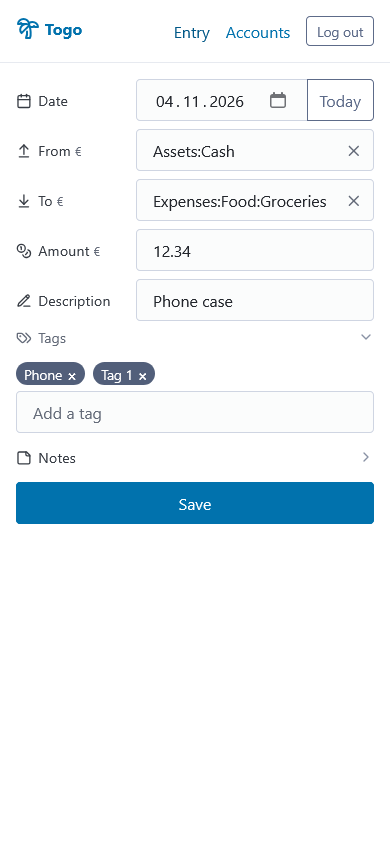 Togo
Entry Accounts Log out
Date 04.11.2026 Today
From € Assets:Cash
To € Expenses:Food:Groceries
Amount € 12.34
Description Phone case
Tags
Phone × Tag 1 ×
Add a tag
Notes
Save